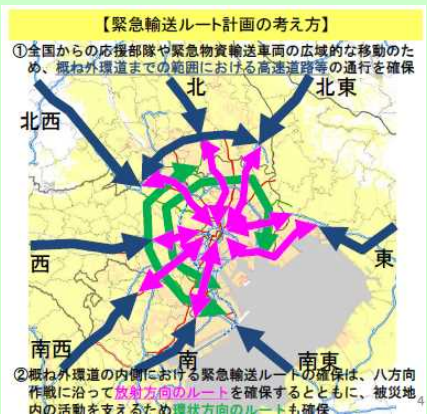 【緊急輸送ルート計画の考え方】
①全国からの応援部隊や緊急物資輸送車両の広域的な移動のた
め、概ね外環道までの範囲における高速道路等の通行を確保
北
北東
北西
西
東
南西
南
南東
②概ね外環道の内側における緊急輸送ルートの確保は、八方向
作戦に沿って放射方向のルートを確保するとともに、被災地
内の活動を支えるため環状方向のルートも確保
4